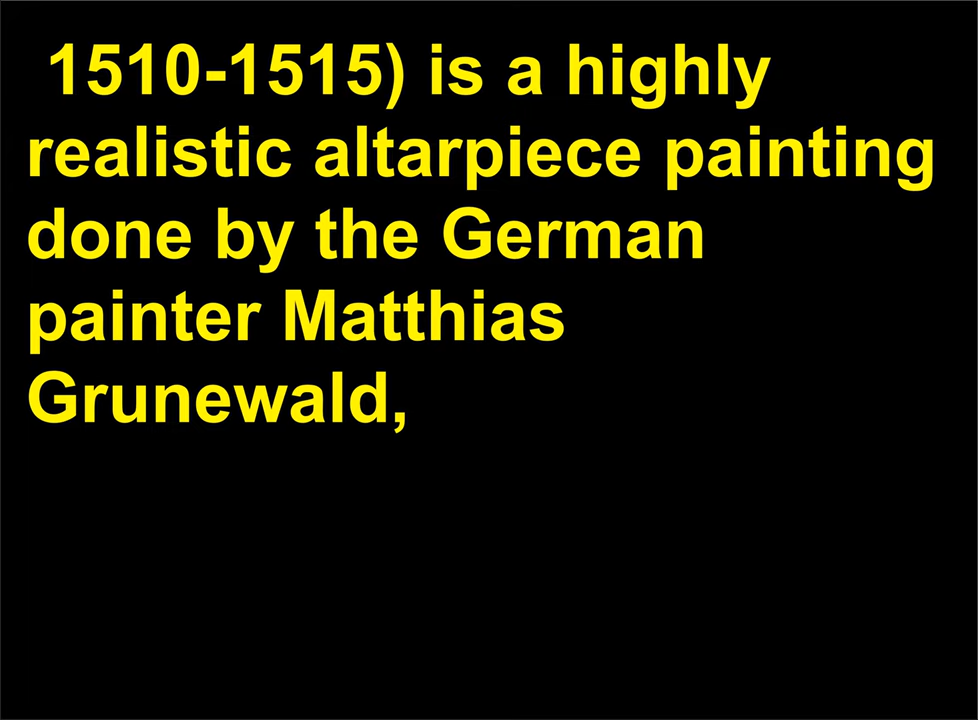 1510-1515) is a highly
realistic altarpiece painting
done by the German
painter Matthias
Grunewald,